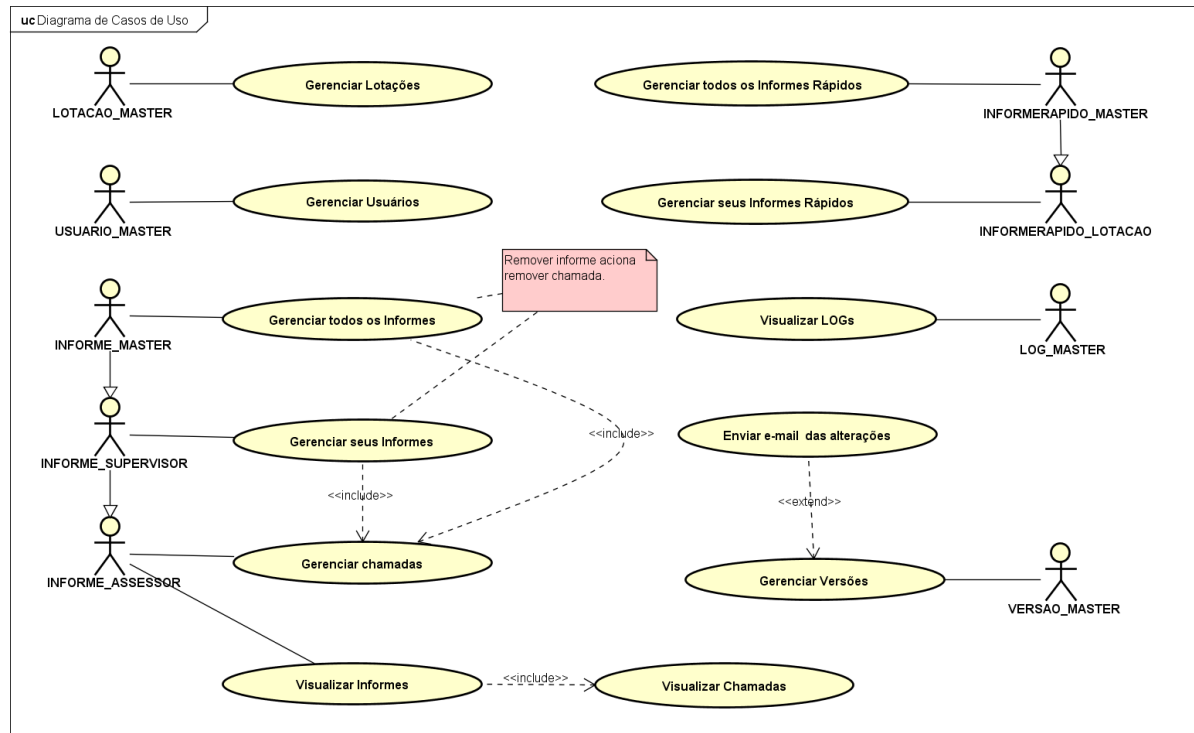 uc Diagrama de Casos de Uso
LOTACAO_MASTER
Gerenciar Lotações
Gerenciar todos os Informes Rápidos
INFORMERAPIDO_MASTER
USUARIO_MASTER
Gerenciar Usuários
Gerenciar seus Informes Rápidos
INFORMERAPIDO_LOTACAO
Remover informe aciona
remover chamada.
INFORME_MASTER
Gerenciar todos os Informes
Visualizar LOGs
LOG_MASTER
INFORME_SUPERVISOR
Gerenciar seus Informes
<<include>>
Enviar e-mail das alterações
<<include>>
<<extend>>
INFORME_ASSESSOR
Gerenciar chamadas
Gerenciar Versões
VERSAO_MASTER
Visualizar Informes
<<include>>
Visualizar Chamadas